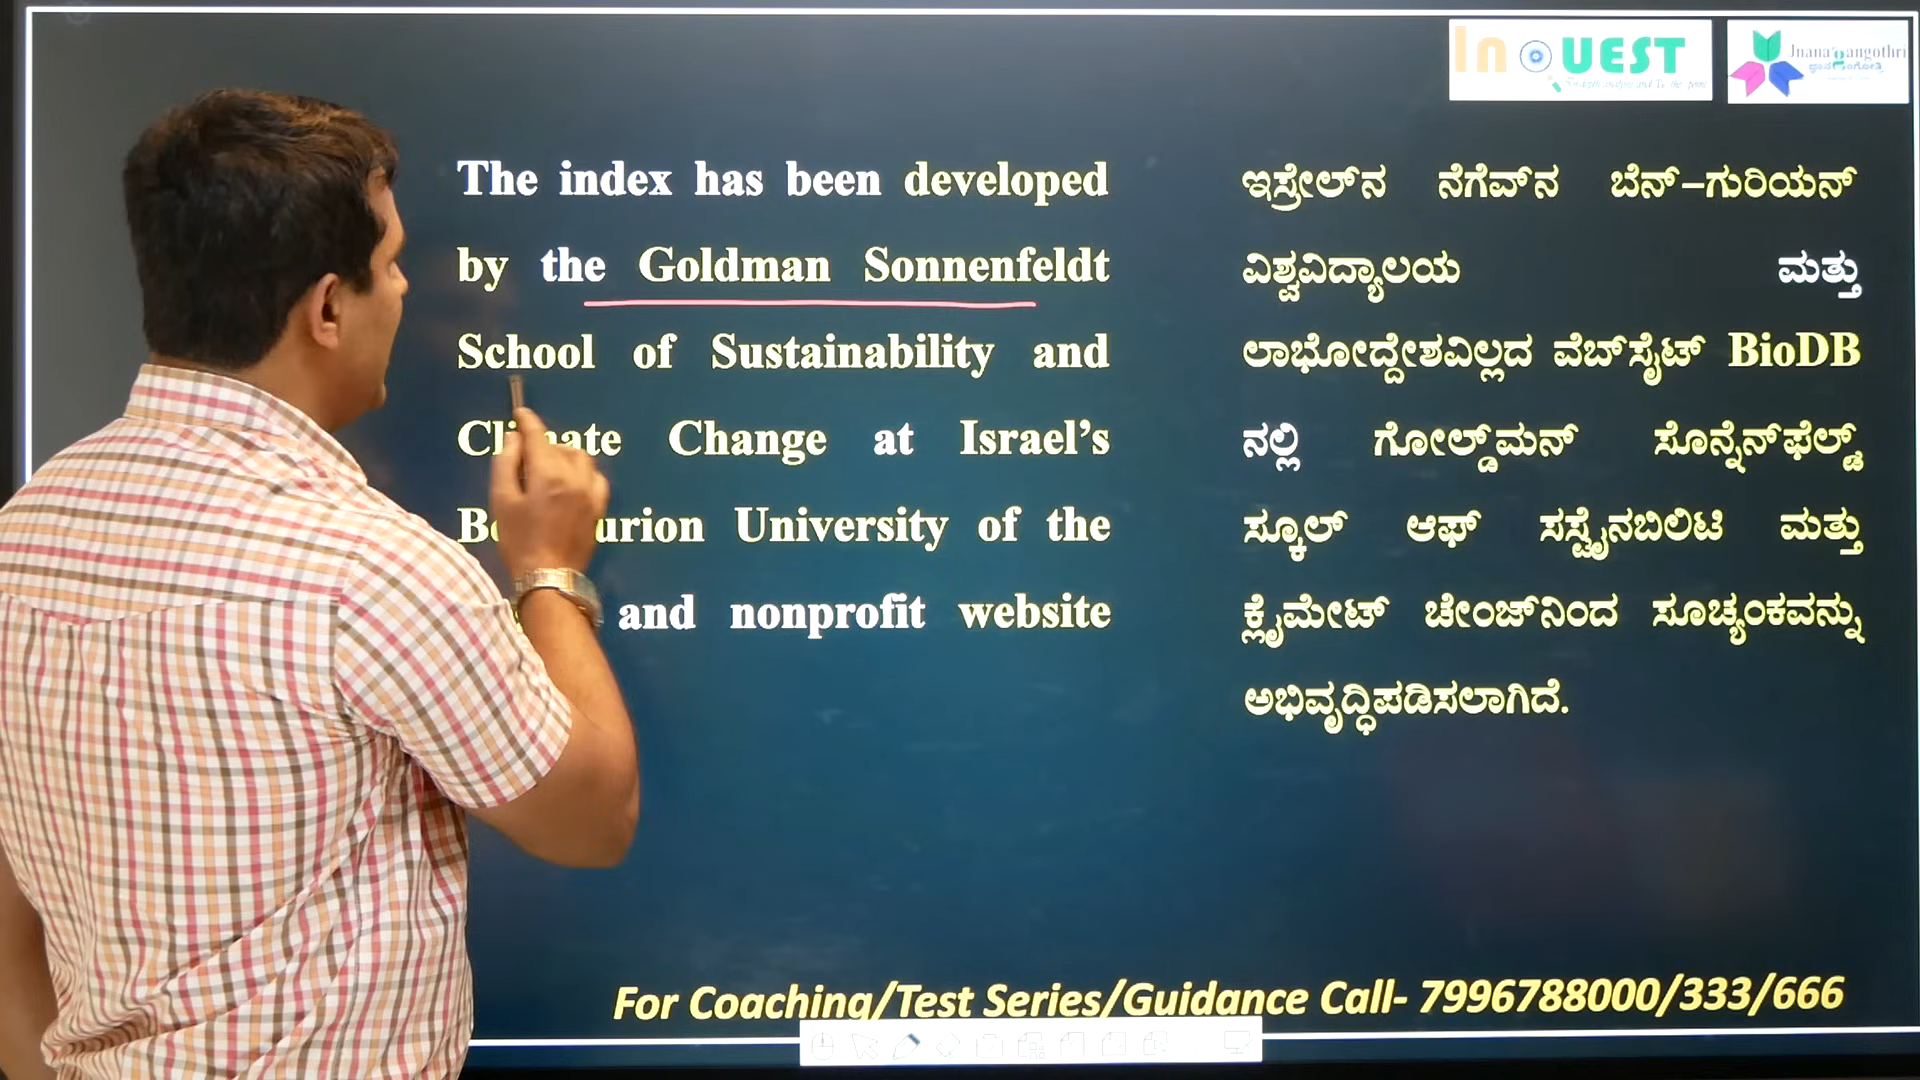 In QUEST
Jnanagangothri
The index has been developed
by the Goldman Sonnenfeldt
School of Sustainability and
Change at Israel's
University of the
and nonprofit website
ಇಸ್ರೇಲ್‌ನ ನೆಗೆವ್‌ನ ಬೆನ್-ಗುರಿಯನ್
ವಿಶ್ವವಿದ್ಯಾಲಯ ಮತ್ತು
ಲಾಭೋದ್ದೇಶವಿಲ್ಲದ ವೆಬ್‌ಸೈಟ್ BioDB
ನಲ್ಲಿ ಗೋಲ್ಡ್‌ಮನ್ ಸೊನ್ನೆನ್‌ಫೆಲ್ಡ್ಟ್
ಸ್ಕೂಲ್ ಆಫ್ ಸಸ್ಟೈನಬಿಲಿಟಿ ಮತ್ತು
ಕ್ಲೈಮೇಟ್ ಚೇಂಜ್‌ನಿಂದ ಸೂಚ್ಯಂಕವನ್ನು
ಅಭಿವೃದ್ಧಿಪಡಿಸಲಾಗಿದೆ.
For Coaching/Test Series/Guidance Call- 7996788000/333/666